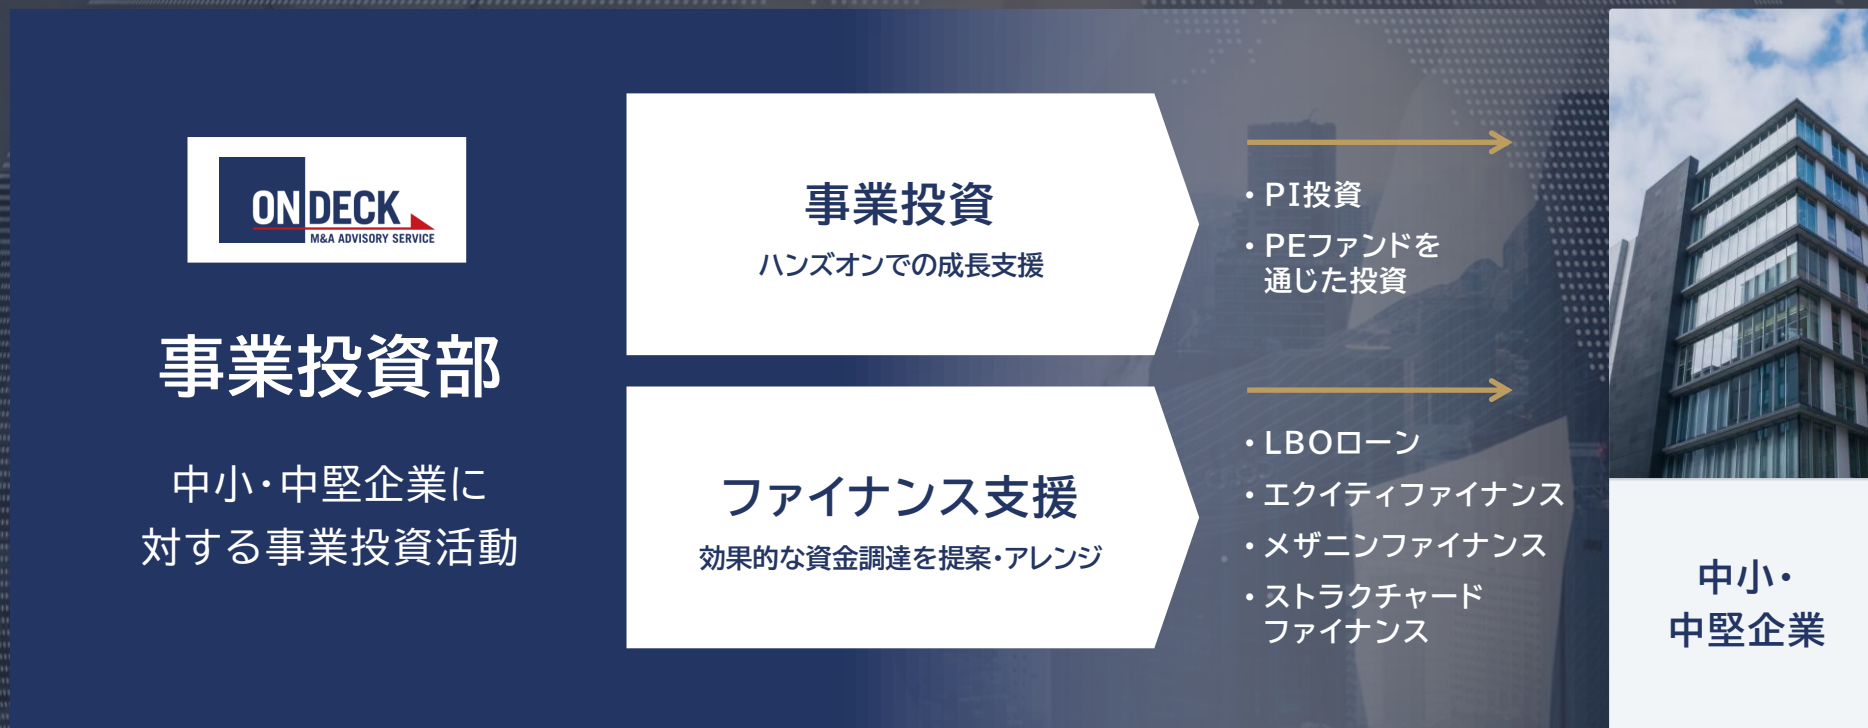 ON DECK
M&A ADVISORY SERVICE
事業投資部
中小・中堅企業に
対する事業投資活動
事業投資
ハンズオンでの成長支援
・PI投資
・PEファンドを
通じた投資
ファイナンス支援
効果的な資金調達を提案・アレンジ
・LBOローン
・エクイティファイナンス
・メザニンファイナンス
・ストラクチャード
ファイナンス
中小・
中堅企業